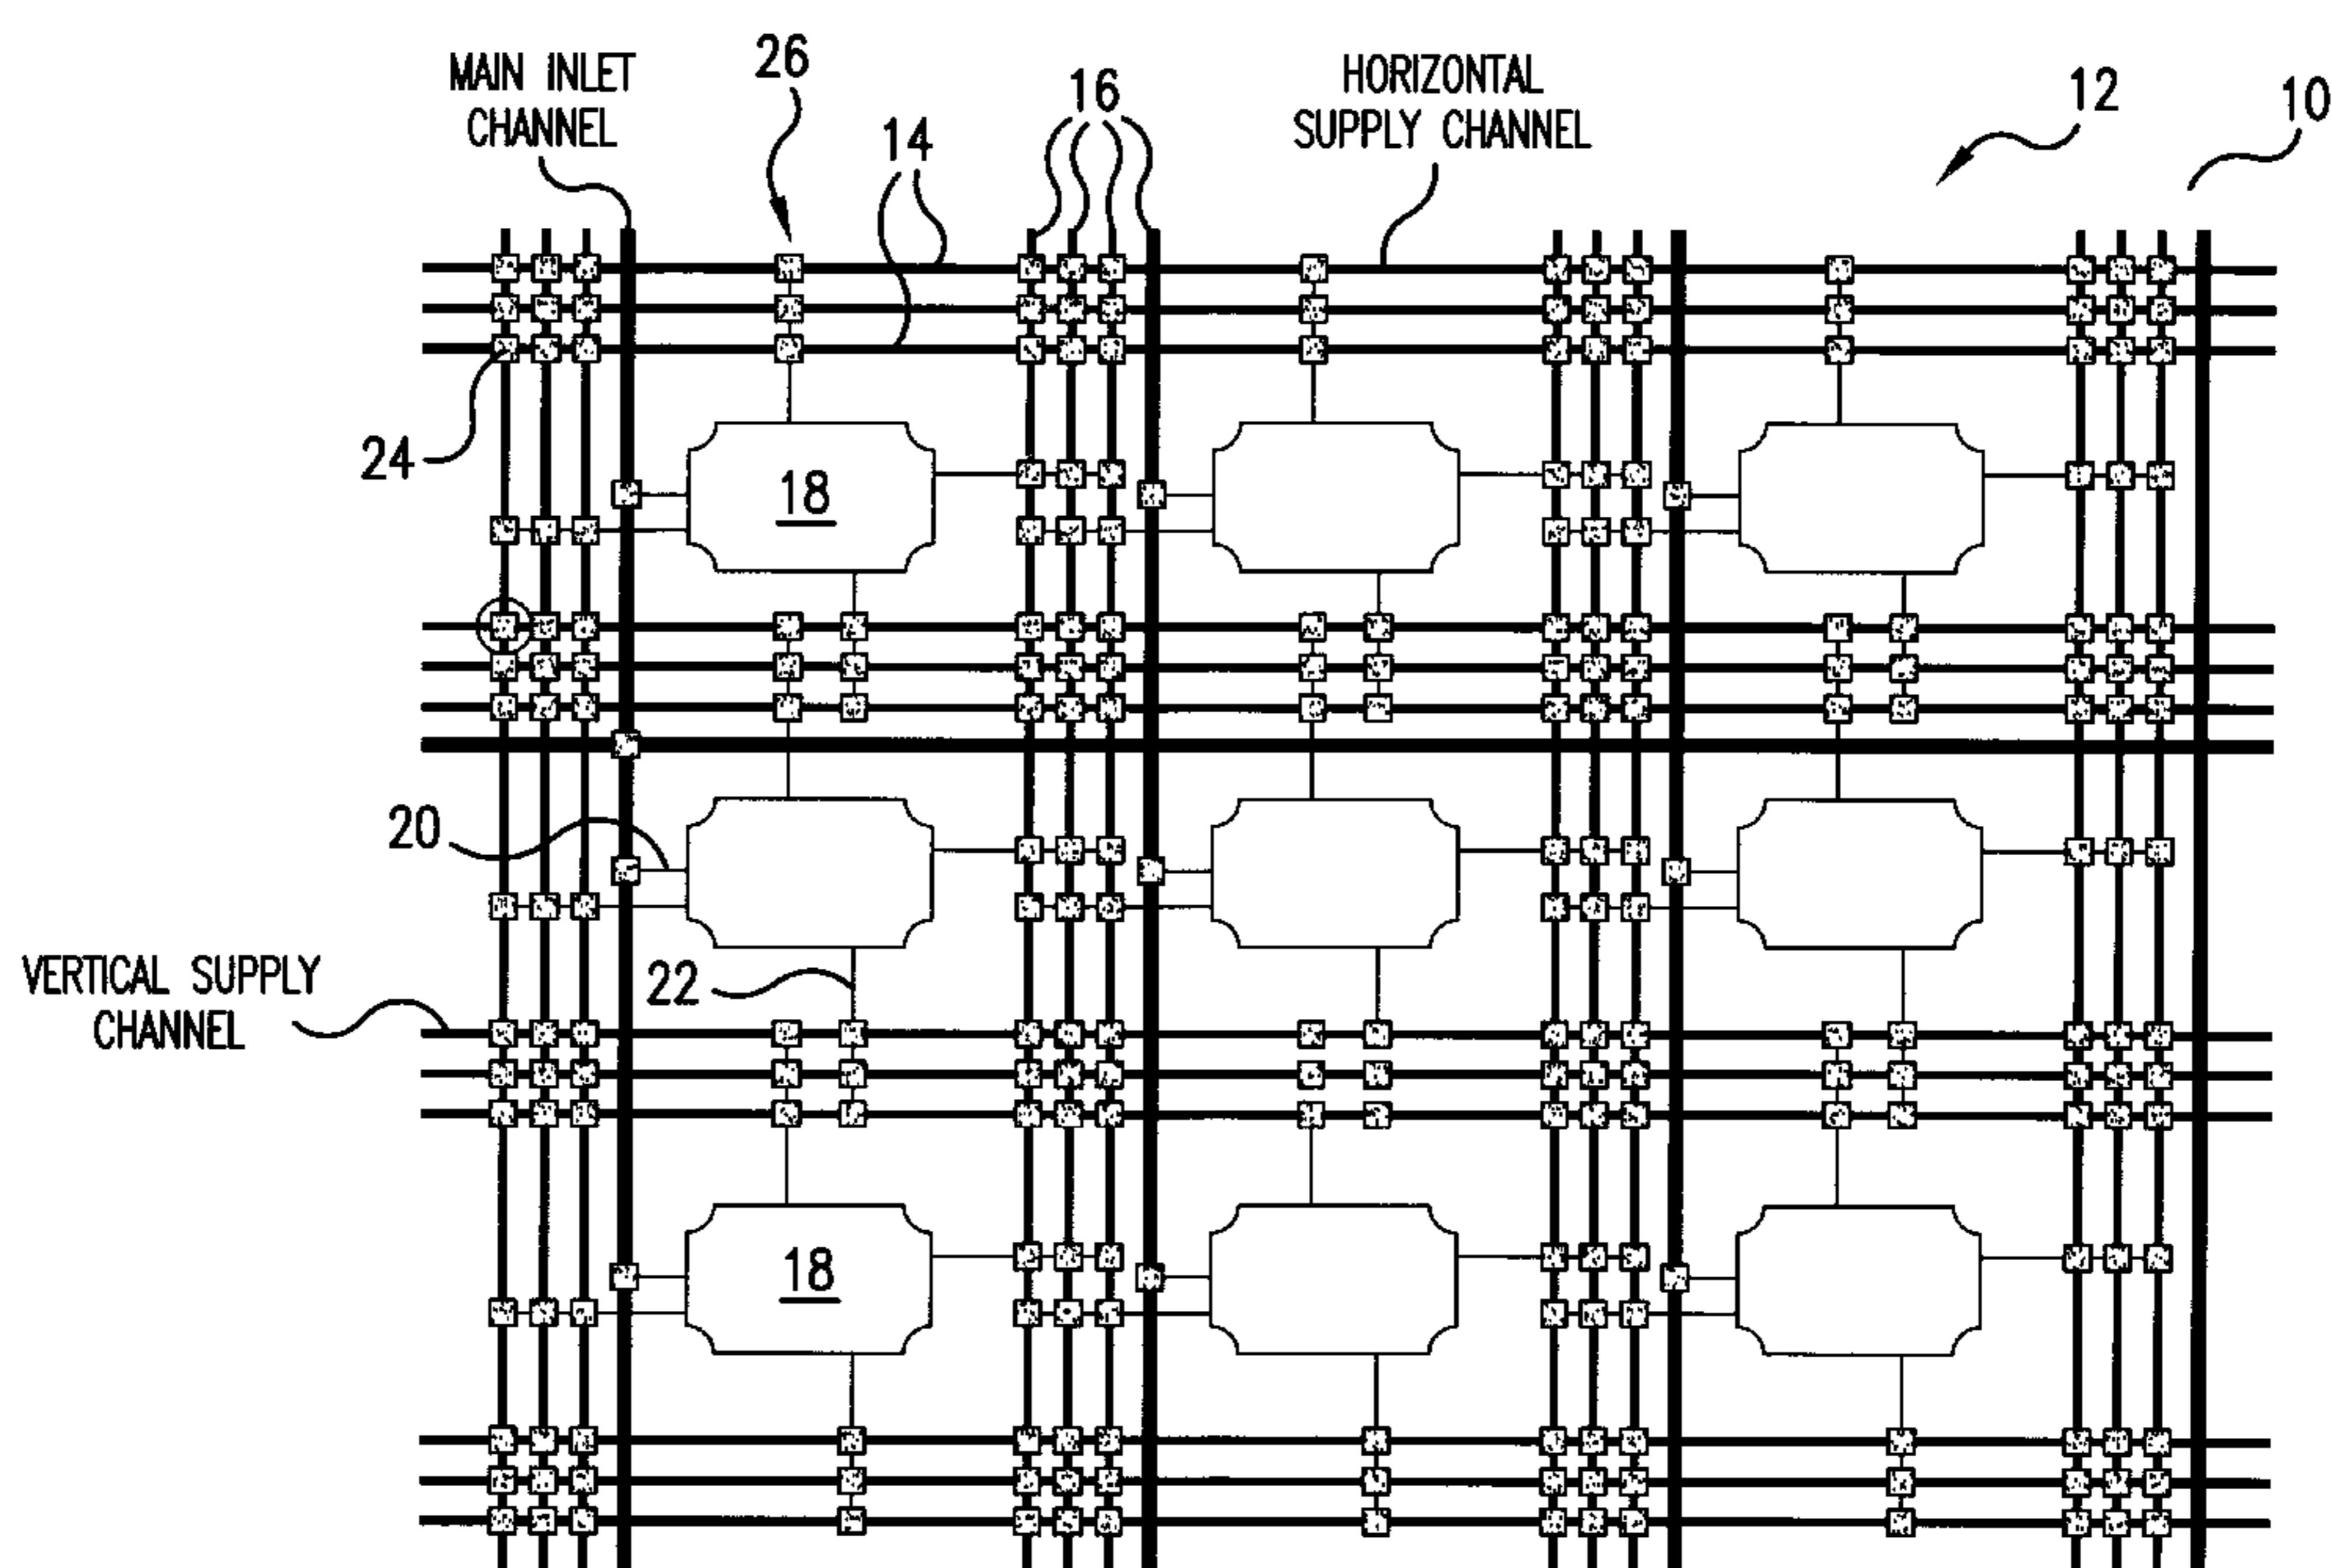 MAIN INLET
CHANNEL
26
14
16
HORIZONTAL
SUPPLY CHANNEL
12
10
24
18
20
22
VERTICAL SUPPLY
CHANNEL
18